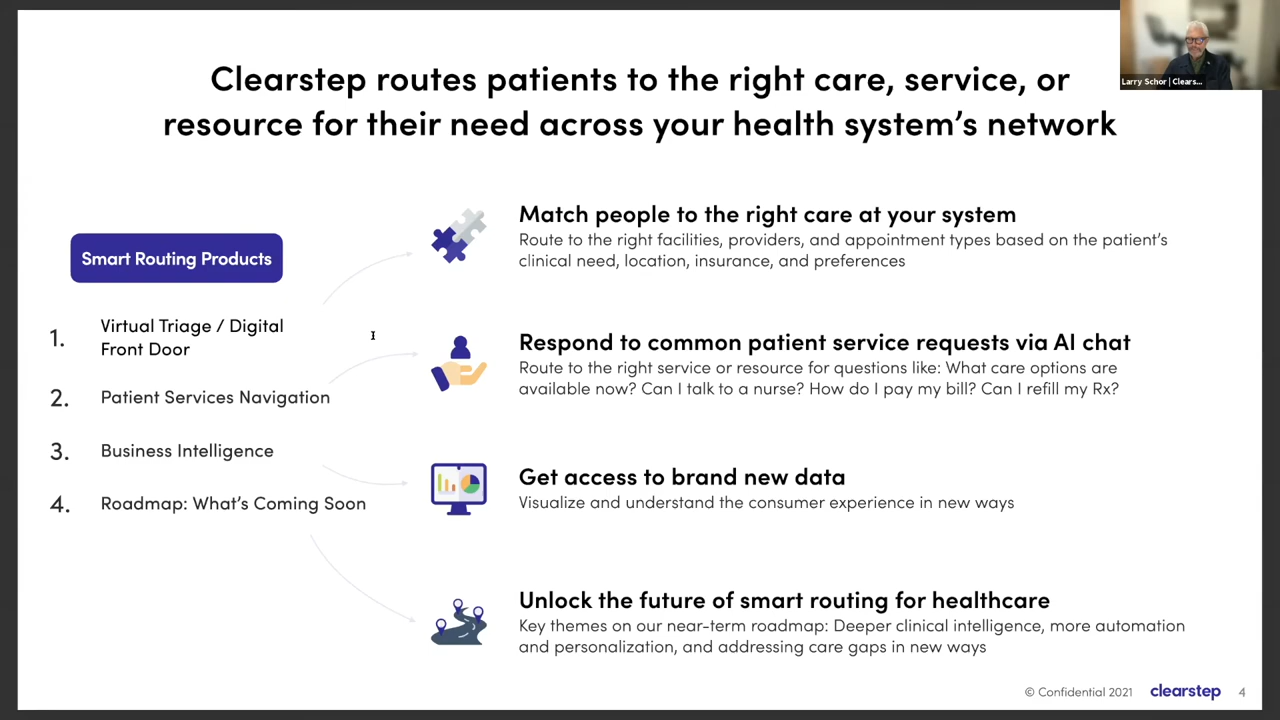 Clearstep routes patients to the right care, service, or
resource for their need across your health system's network
Larry Schor | Clears...
Smart Routing Products
1. Virtual Triage / Digital
Front Door
2. Patient Services Navigation
3. Business Intelligence
4. Roadmap: What's Coming Soon
Match people to the right care at your system
Route to the right facilities, providers, and appointment types based on the patient's
clinical need, location, insurance, and preferences
Respond to common patient service requests via AI chat
Route to the right service or resource for questions like: What care options are
available now? Can I talk to a nurse? How do I pay my bill? Can I refill my Rx?
Get access to brand new data
Visualize and understand the consumer experience in new ways
Unlock the future of smart routing for healthcare
Key themes on our near-term roadmap: Deeper clinical intelligence, more automation
and personalization, and addressing care gaps in new ways
© Confidential 2021 clearstep 4